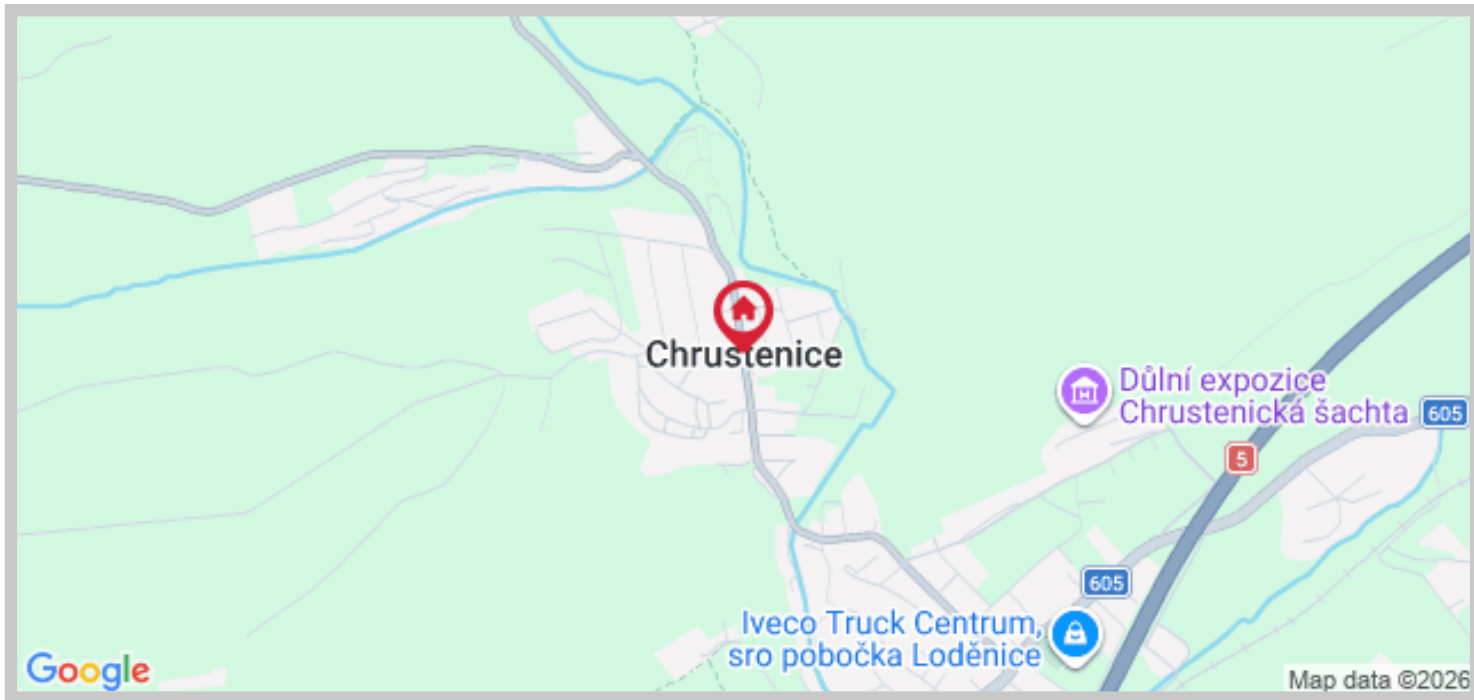 Chrustenice
Důlní expozice
Chrustenická šachta
605
5
605
Iveco Truck Centrum,
sro pobočka Loděnice
Google
Map data ©2026